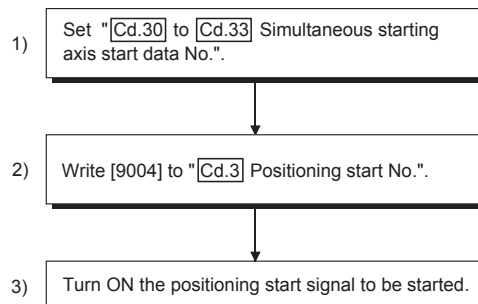 1)
Set "Cd.30 to Cd.33 Simultaneous starting
axis start data No.".
2)
Write [9004] to "Cd.3 Positioning start No.".
3)
Turn ON the positioning start signal to be started.